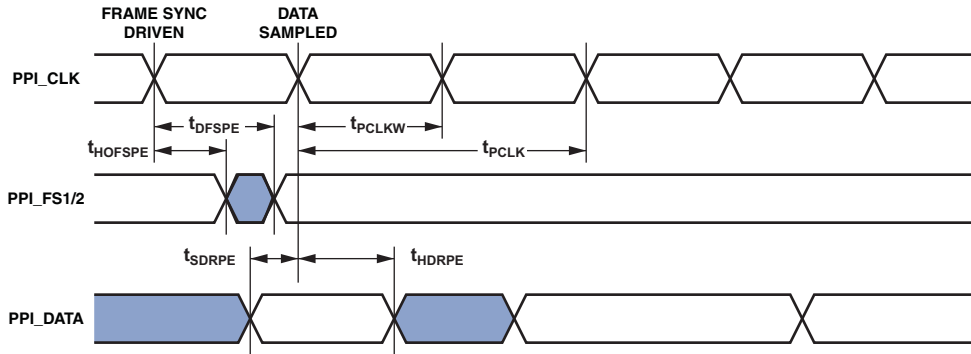 FRAME SYNC
DRIVEN
DATA
SAMPLED
PPI_CLK
tDFSPE
tPCLKW
tHOFSPE
tPCLK
PPI_FS1/2
tSDRPE
tHDRPE
PPI_DATA